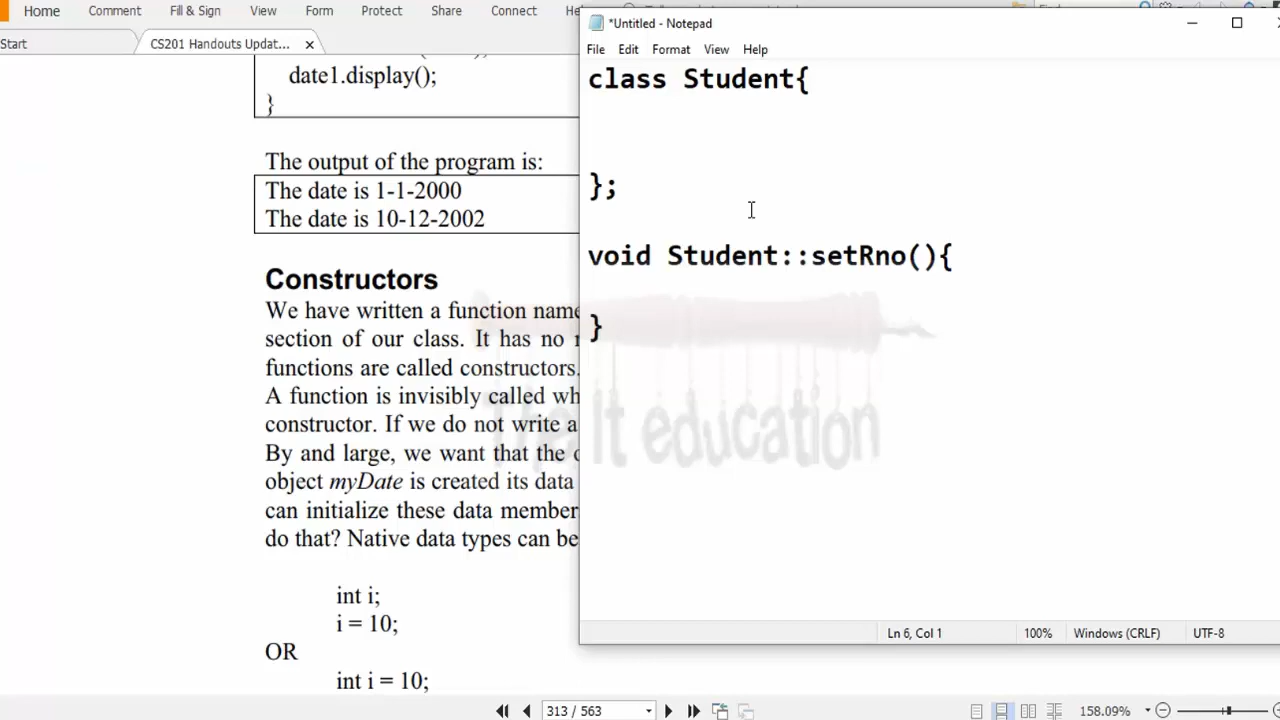 Home Comment Fill & Sign View Form Protect Share Connect
Start
CS201 Handouts Updat... ×
date1.display();
}
The output of the program is:
The date is 1-1-2000
The date is 10-12-2002
Constructors
We have written a function name
section of our class. It has no
functions are called constructors.
A function is invisibly called wh
constructor. If we do not write a
By and large, we want that the
object myDate is created its data
can initialize these data member
do that? Native data types can be
int i;
i = 10;
OR
int i = 10;
313 / 563
158.09%
*Untitled - Notepad
File Edit Format View Help
class Student{
};
void Student::setRno(){
}
The It education
Ln 6, Col 1 100% Windows (CRLF) UTF-8